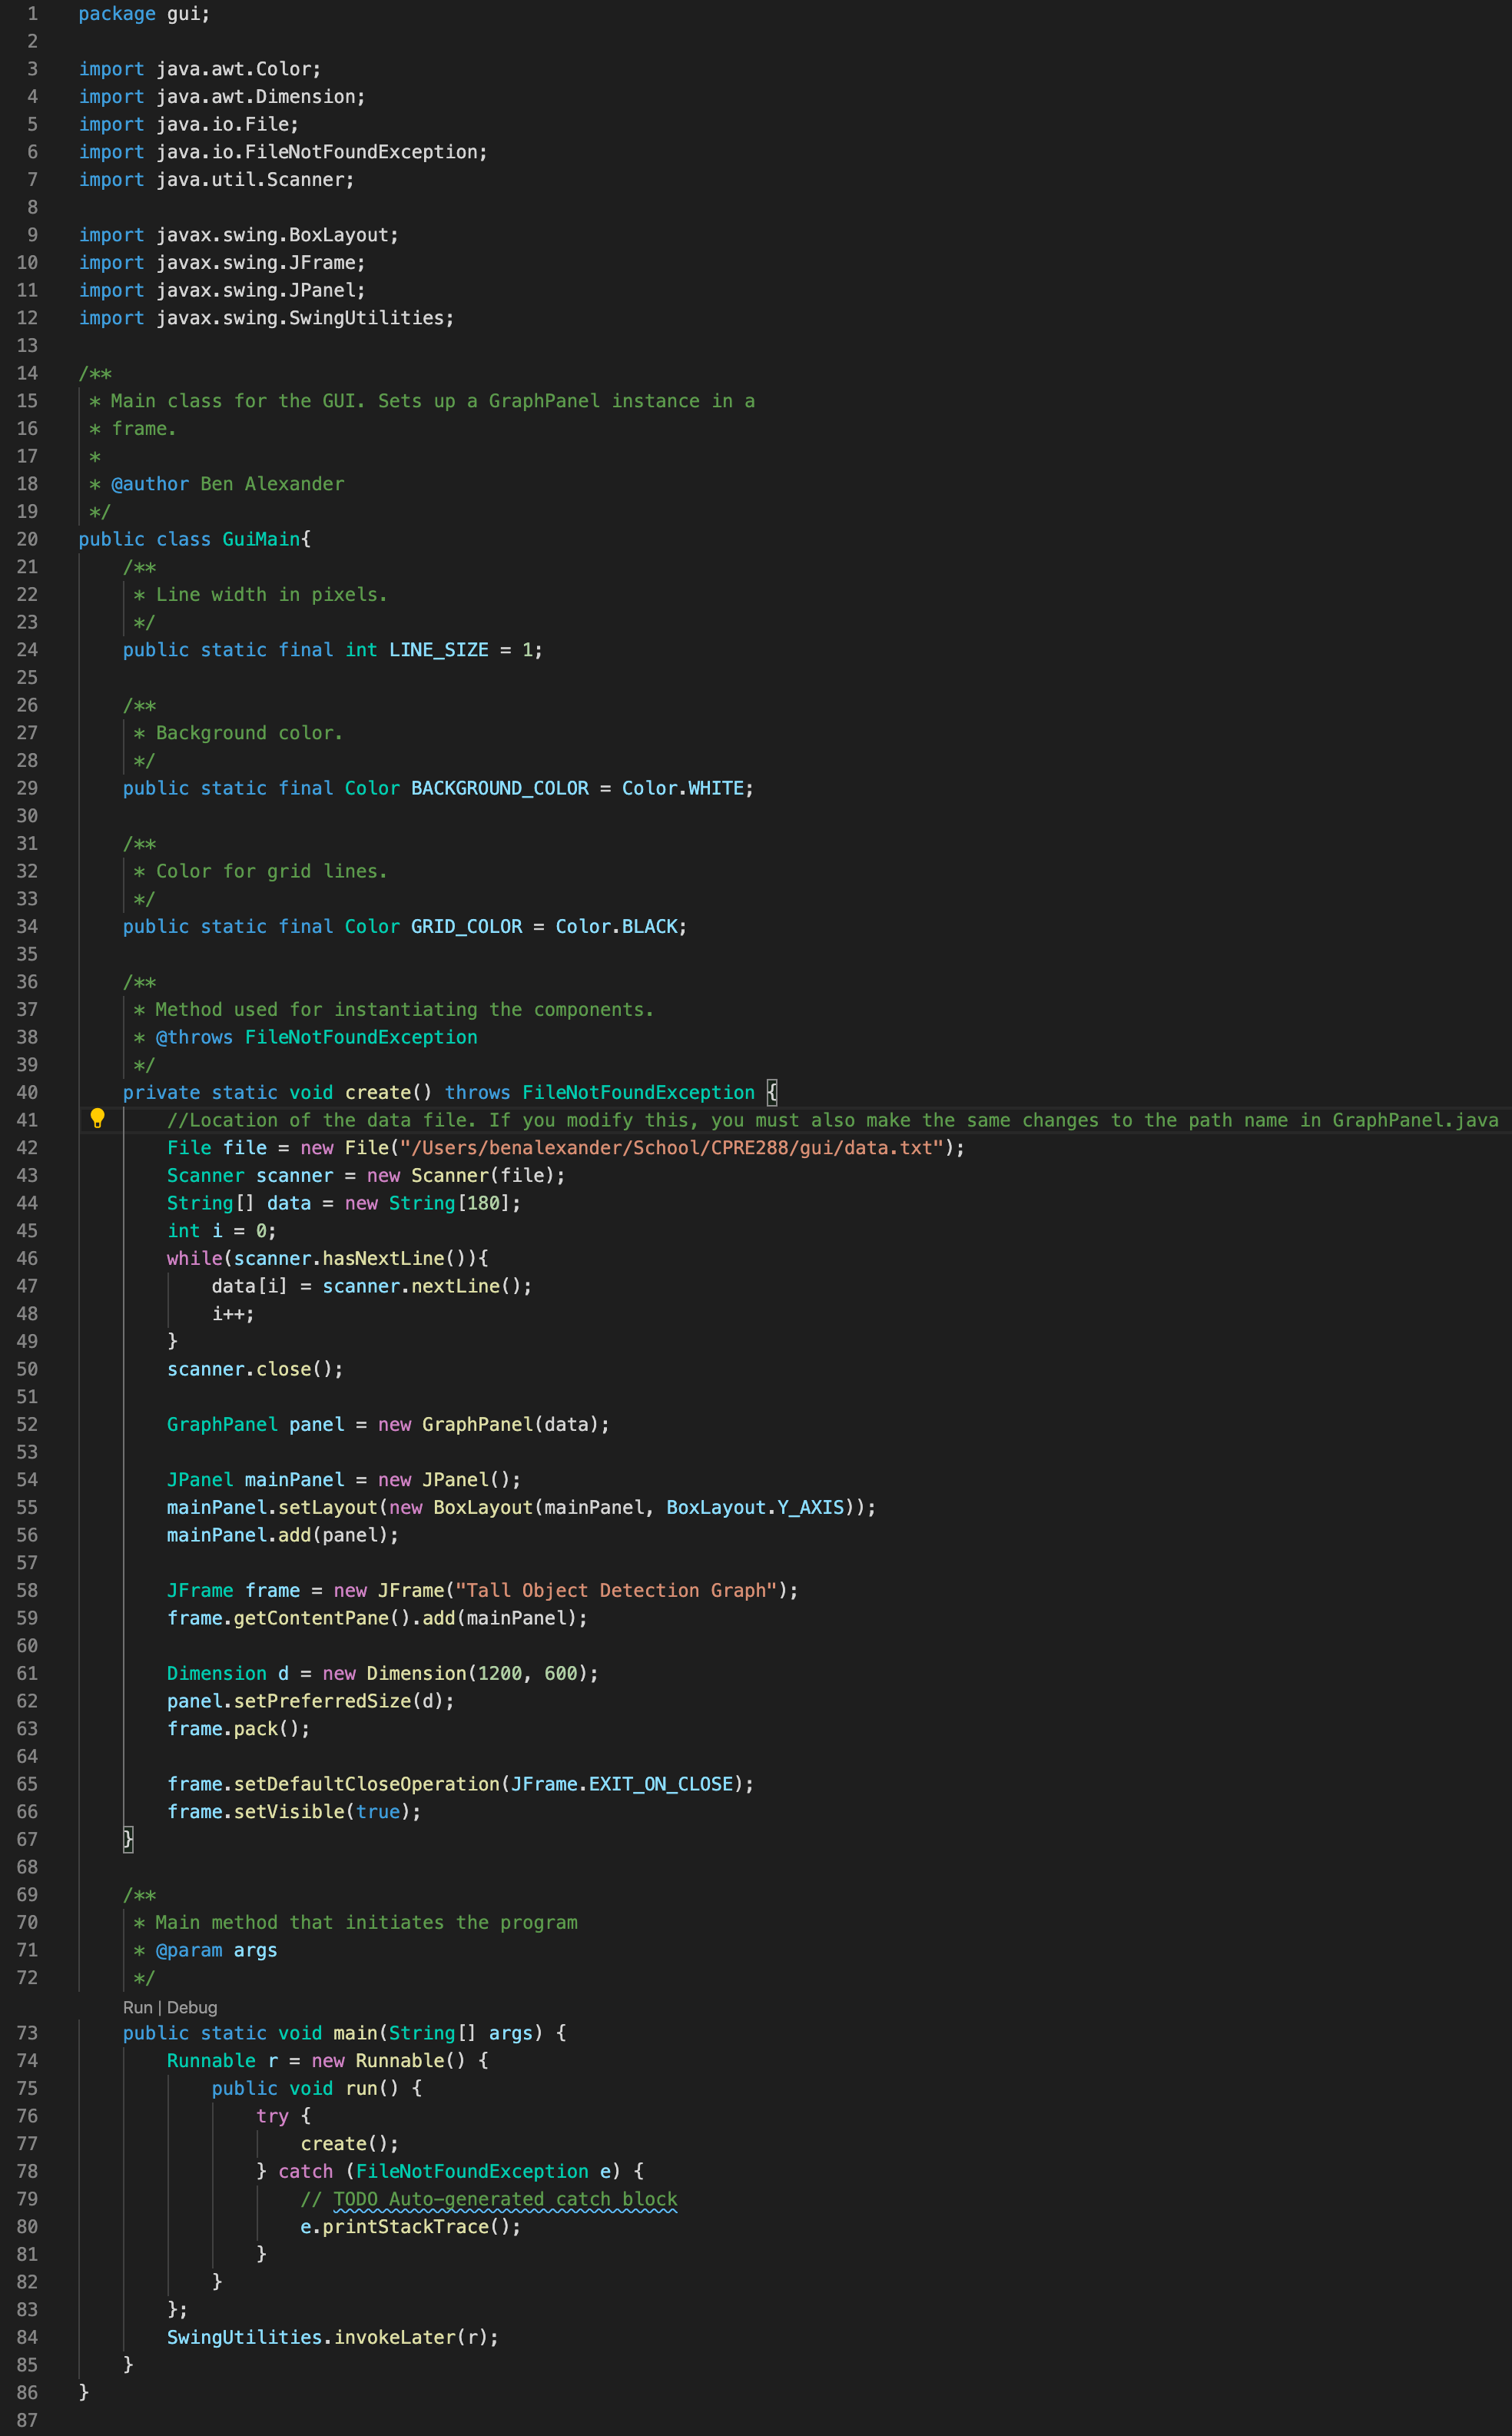 1 package gui;
2
3 import java.awt.Color;
4 import java.awt.Dimension;
5 import java.io.File;
6 import java.io.FileNotFoundException;
7 import java.util.Scanner;
8
9 import javax.swing.BoxLayout;
10 import javax.swing.JFrame;
11 import javax.swing.JPanel;
12 import javax.swing.SwingUtilities;
13
14 /**
15  * Main class for the GUI. Sets up a GraphPanel instance in a
16  * frame.
17  *
18  * @author Ben Alexander
19  */
20 public class GuiMain{
21     /**
22      * Line width in pixels.
23      */
24     public static final int LINE_SIZE = 1;
25
26     /**
27      * Background color.
28      */
29     public static final Color BACKGROUND_COLOR = Color.WHITE;
30
31     /**
32      * Color for grid lines.
33      */
34     public static final Color GRID_COLOR = Color.BLACK;
35
36     /**
37      * Method used for instantiating the components.
38      * @throws FileNotFoundException
39      */
40     private static void create() throws FileNotFoundException {
41         //Location of the data file. If you modify this, you must also make the same changes to the path name in GraphPanel.java
42         File file = new File("/Users/benalexander/School/CPRE288/gui/data.txt");
43         Scanner scanner = new Scanner(file);
44         String[] data = new String[180];
45         int i = 0;
46         while(scanner.hasNextLine()){
47             data[i] = scanner.nextLine();
48             i++;
49         }
50         scanner.close();
51
52         GraphPanel panel = new GraphPanel(data);
53
54         JPanel mainPanel = new JPanel();
55         mainPanel.setLayout(new BoxLayout(mainPanel, BoxLayout.Y_AXIS));
56         mainPanel.add(panel);
57
58         JFrame frame = new JFrame("Tall Object Detection Graph");
59         frame.getContentPane().add(mainPanel);
60
61         Dimension d = new Dimension(1200, 600);
62         panel.setPreferredSize(d);
63         frame.pack();
64
65         frame.setDefaultCloseOperation(JFrame.EXIT_ON_CLOSE);
66         frame.setVisible(true);
67     }
68
69     /**
70      * Main method that initiates the program
71      * @param args
72      */
Run | Debug
73     public static void main(String[] args) {
74         Runnable r = new Runnable() {
75             public void run() {
76                 try {
77                     create();
78                 } catch (FileNotFoundException e) {
79                     // TODO Auto-generated catch block
80                     e.printStackTrace();
81                 }
82             }
83         };
84         SwingUtilities.invokeLater(r);
85     }
86 }
87